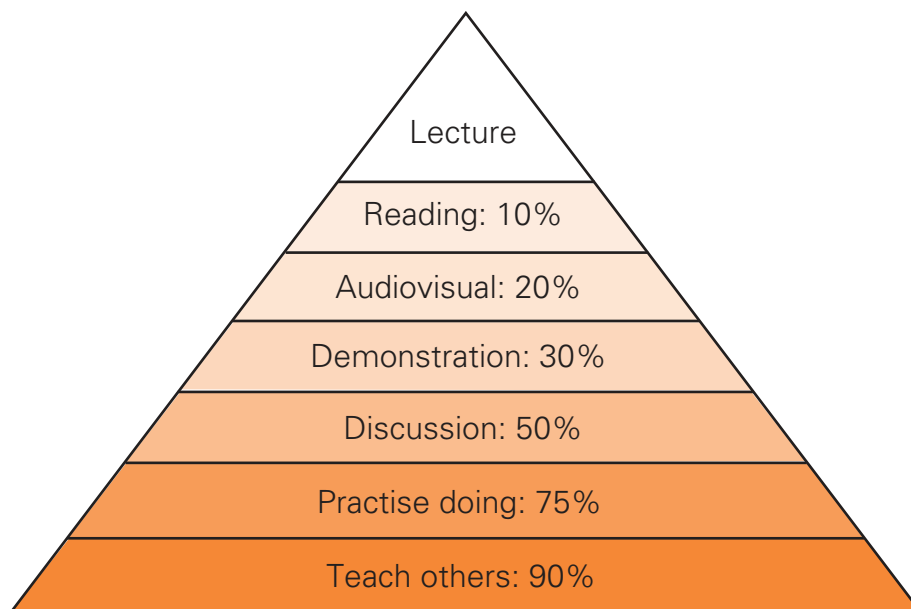 Lecture
Reading: 10%
Audiovisual: 20%
Demonstration: 30%
Discussion: 50%
Practise doing: 75%
Teach others: 90%